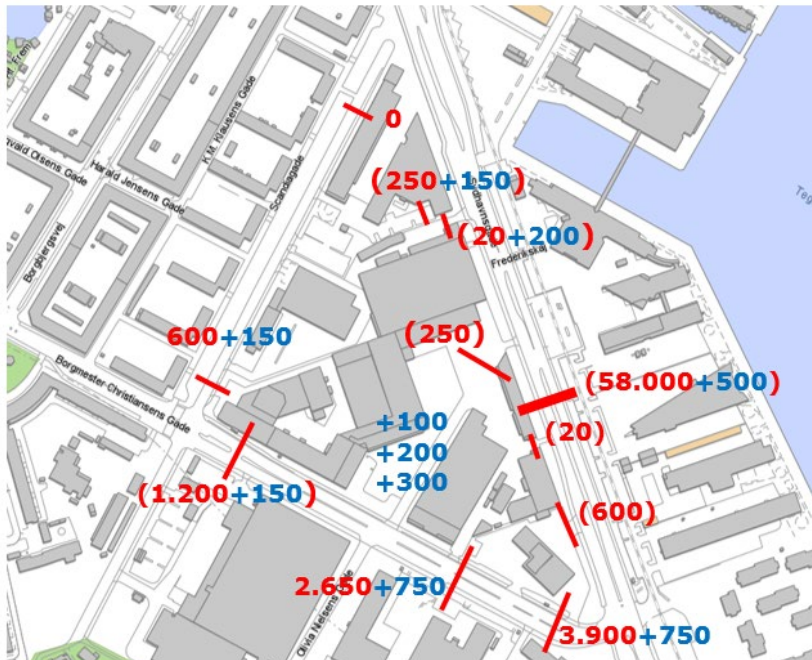 K.M. Klausens Gade
Scandiagade
0
Harald Jensens Gade
(250+150)
(20+200)
Frederikskaj
Borgbjergsvej
600+150
(250)
Borgmester Christiansens Gade
(58.000+500)
+100
+200
+300
(20)
(1.200+150)
(600)
2.650+750
Olivia Nielsens Gade
3.900+750